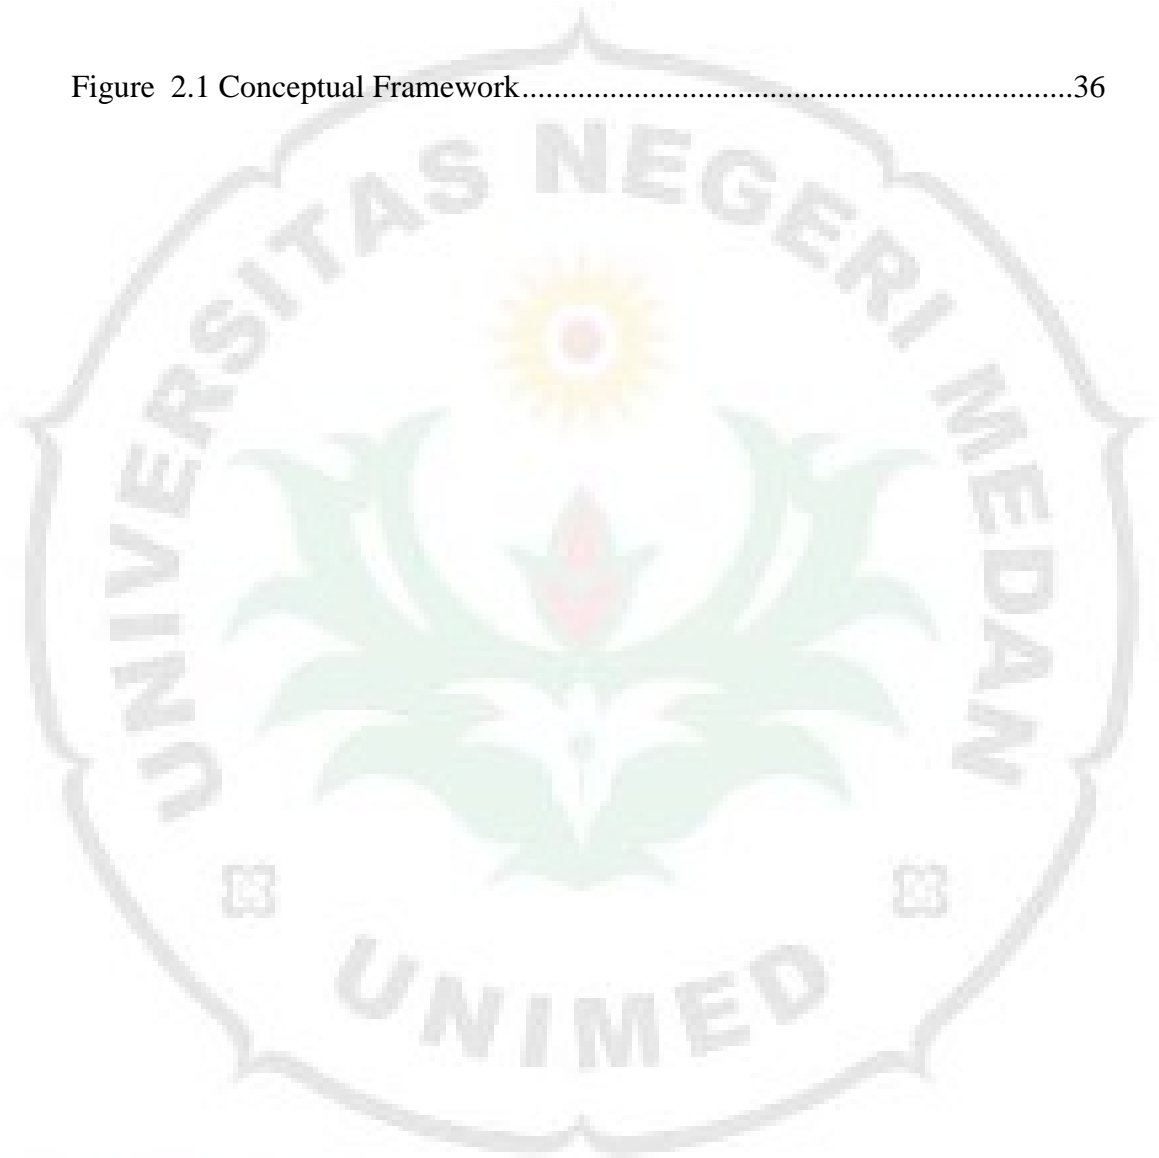 Figure  2.1 Conceptual Framework.....................................................................36
UNIVERSITAS NEGERI MEDAN
UNIMED